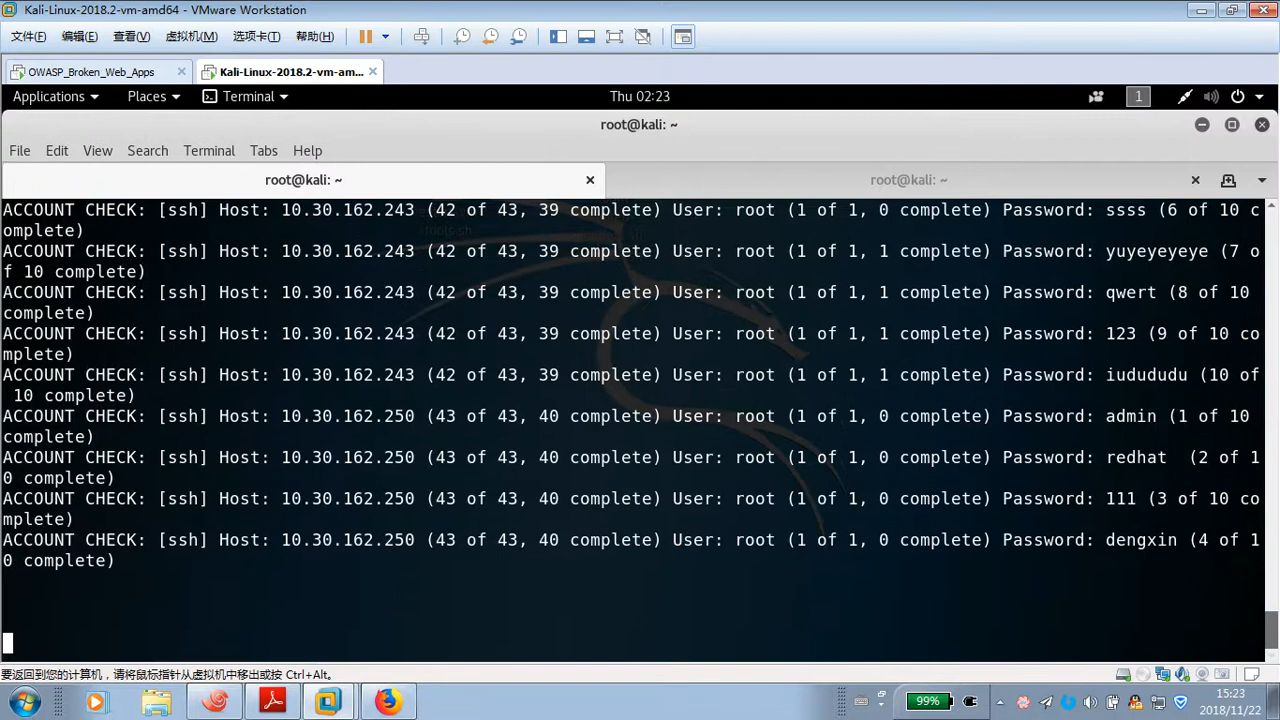 Kali-Linux-2018.2-vm-amd64 - VMware Workstation
文件(F) 编辑(E) 查看(V) 虚拟机(M) 选项卡(T) 帮助(H)
OWASP_Broken_Web_Apps Kali-Linux-2018.2-vm-am...
Applications Places Terminal Thu 02:23 1
root@kali: ~
File Edit View Search Terminal Tabs Help
root@kali: ~ root@kali: ~
ACCOUNT CHECK: [ssh] Host: 10.30.162.243 (42 of 43, 39 complete) User: root (1 of 1, 0 complete) Password: ssss (6 of 10 c
omplete)
tools.sh
ACCOUNT CHECK: [ssh] Host: 10.30.162.243 (42 of 43, 39 complete) User: root (1 of 1, 1 complete) Password: yuyeyeyeye (7 o
f 10 complete)
ACCOUNT CHECK: [ssh] Host: 10.30.162.243 (42 of 43, 39 complete) User: root (1 of 1, 1 complete) Password: qwert (8 of 10 
complete)
ACCOUNT CHECK: [ssh] Host: 10.30.162.243 (42 of 43, 39 complete) User: root (1 of 1, 1 complete) Password: 123 (9 of 10 co
mplete)
ACCOUNT CHECK: [ssh] Host: 10.30.162.243 (42 of 43, 39 complete) User: root (1 of 1, 1 complete) Password: iudududu (10 of
 10 complete)
ACCOUNT CHECK: [ssh] Host: 10.30.162.250 (43 of 43, 40 complete) User: root (1 of 1, 0 complete) Password: admin (1 of 10 
complete)
ACCOUNT CHECK: [ssh] Host: 10.30.162.250 (43 of 43, 40 complete) User: root (1 of 1, 0 complete) Password: redhat  (2 of 1
0 complete)
ACCOUNT CHECK: [ssh] Host: 10.30.162.250 (43 of 43, 40 complete) User: root (1 of 1, 0 complete) Password: 111 (3 of 10 co
mplete)
ACCOUNT CHECK: [ssh] Host: 10.30.162.250 (43 of 43, 40 complete) User: root (1 of 1, 0 complete) Password: dengxin (4 of 1
0 complete)
要返回到您的计算机，请将鼠标指针从虚拟机中移出或按 Ctrl+Alt。
99% 15:23
2018/11/22